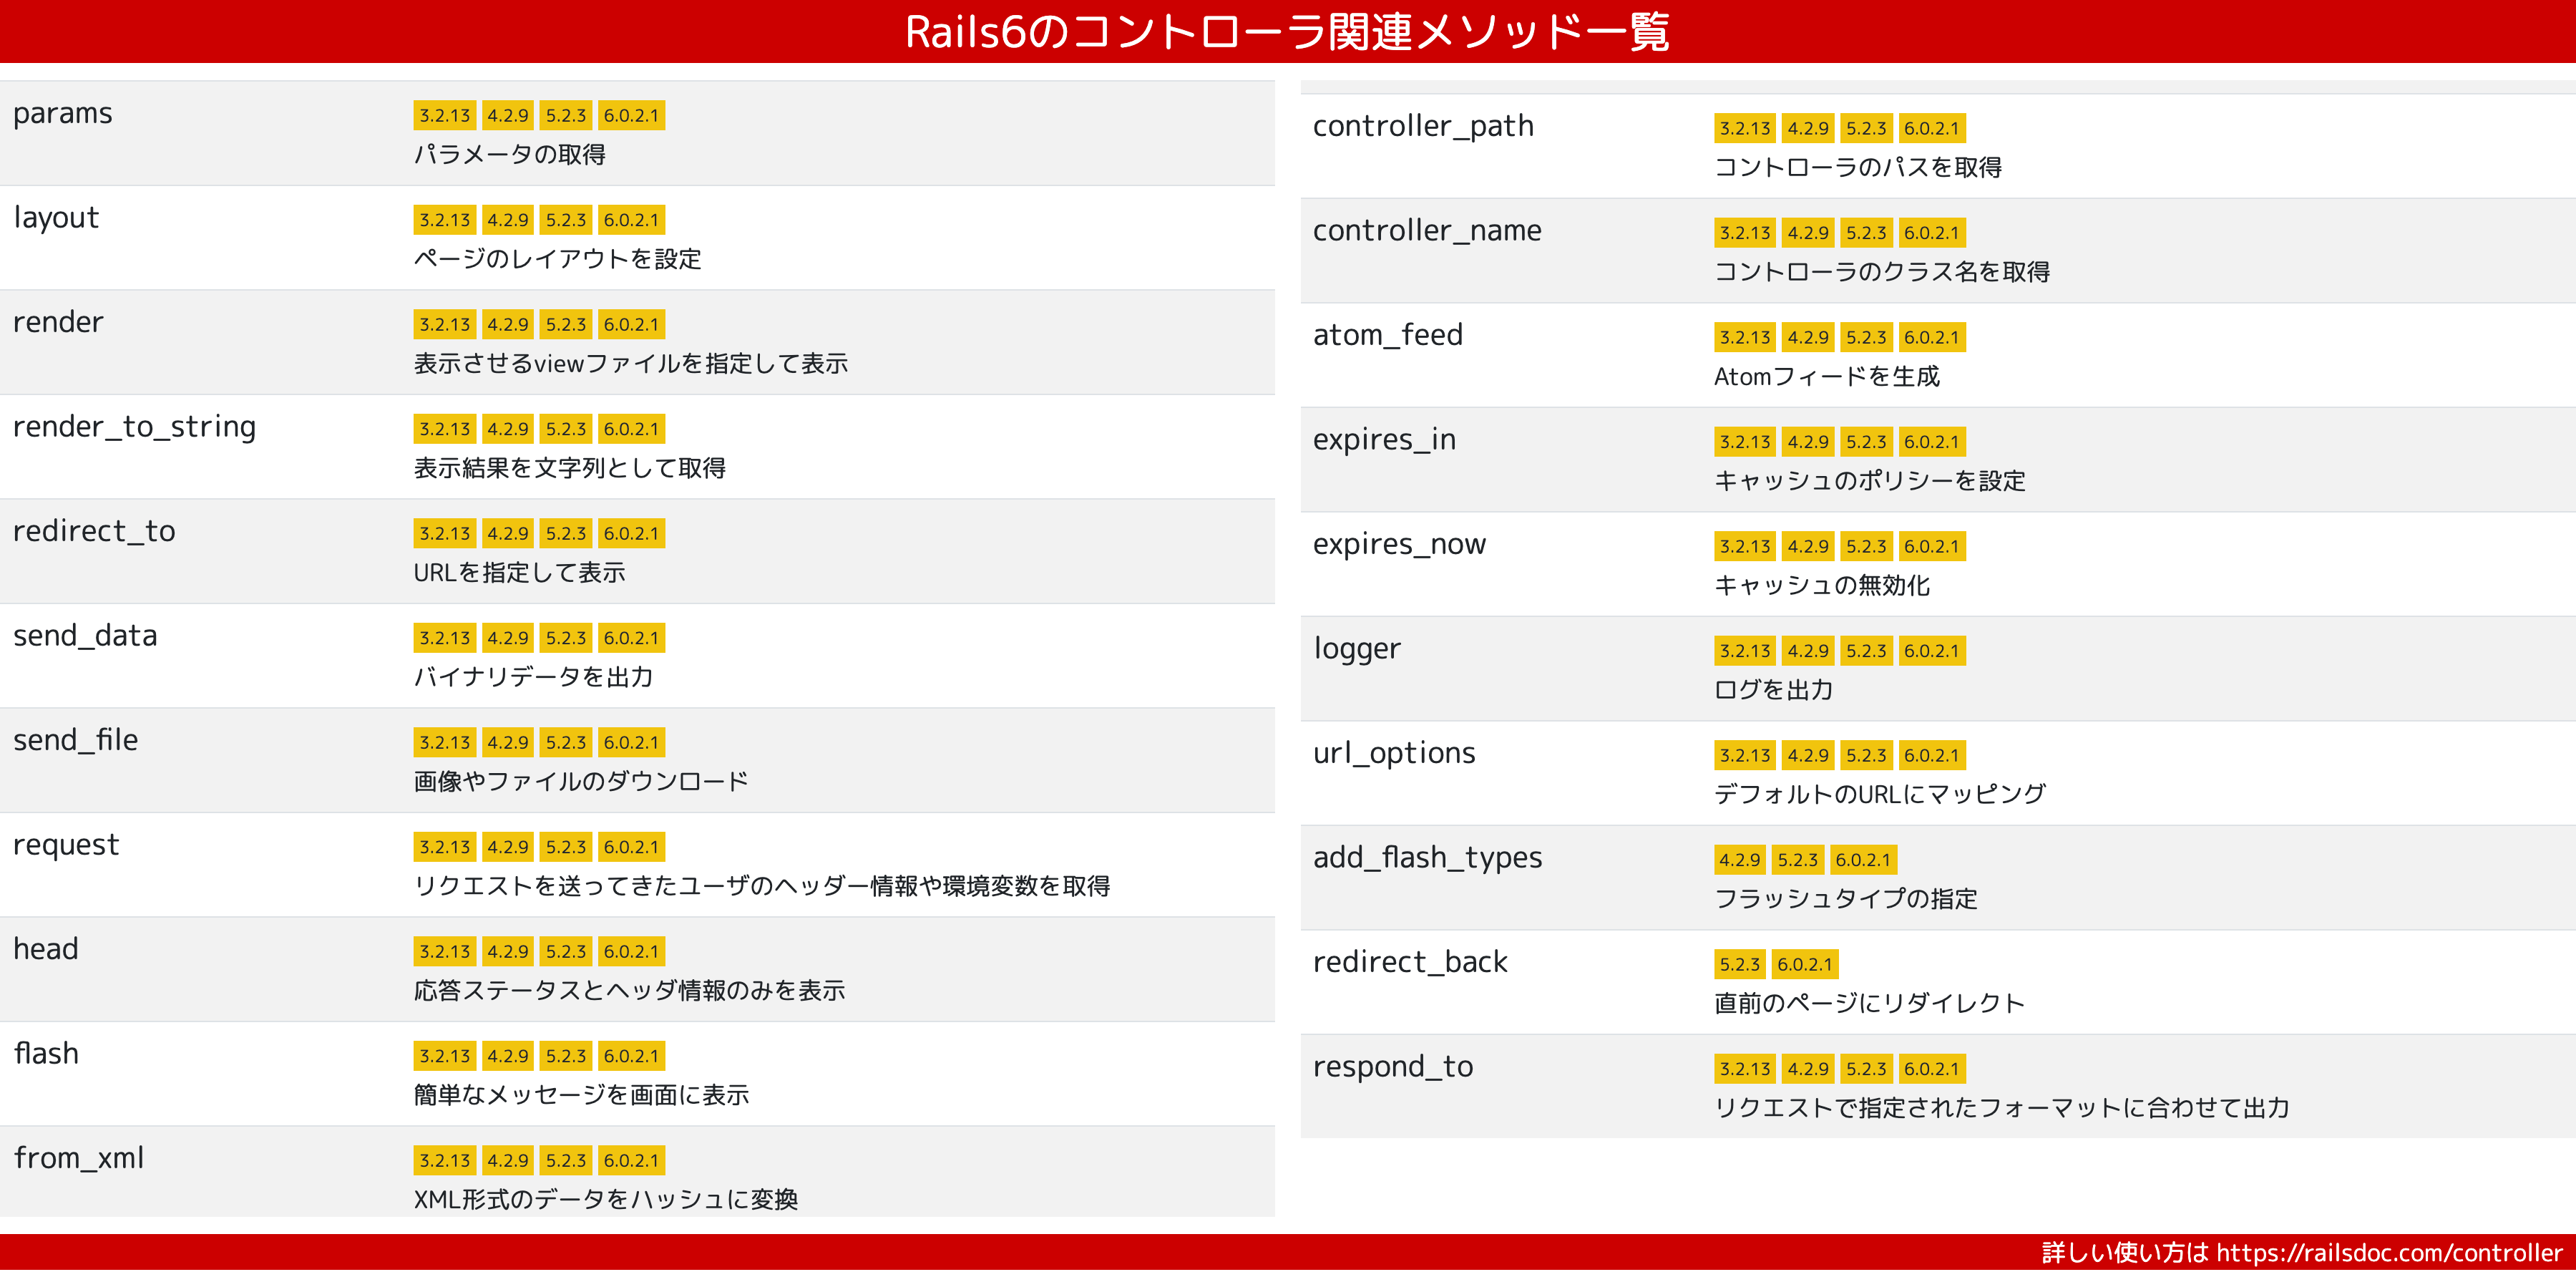 Rails6のコントローラ関連メソッド一覧
params
3.2.13 4.2.9 5.2.3 6.0.2.1
パラメータの取得
layout
3.2.13 4.2.9 5.2.3 6.0.2.1
ページのレイアウトを設定
render
3.2.13 4.2.9 5.2.3 6.0.2.1
表示させるviewファイルを指定して表示
render_to_string
3.2.13 4.2.9 5.2.3 6.0.2.1
表示結果を文字列として取得
redirect_to
3.2.13 4.2.9 5.2.3 6.0.2.1
URLを指定して表示
send_data
3.2.13 4.2.9 5.2.3 6.0.2.1
バイナリデータを出力
send_file
3.2.13 4.2.9 5.2.3 6.0.2.1
画像やファイルのダウンロード
request
3.2.13 4.2.9 5.2.3 6.0.2.1
リクエストを送ってきたユーザのヘッダー情報や環境変数を取得
head
3.2.13 4.2.9 5.2.3 6.0.2.1
応答ステータスとヘッダ情報のみを表示
flash
3.2.13 4.2.9 5.2.3 6.0.2.1
簡単なメッセージを画面に表示
from_xml
3.2.13 4.2.9 5.2.3 6.0.2.1
XML形式のデータをハッシュに変換
controller_path
3.2.13 4.2.9 5.2.3 6.0.2.1
コントローラのパスを取得
controller_name
3.2.13 4.2.9 5.2.3 6.0.2.1
コントローラのクラス名を取得
atom_feed
3.2.13 4.2.9 5.2.3 6.0.2.1
Atomフィードを生成
expires_in
3.2.13 4.2.9 5.2.3 6.0.2.1
キャッシュのポリシーを設定
expires_now
3.2.13 4.2.9 5.2.3 6.0.2.1
キャッシュの無効化
logger
3.2.13 4.2.9 5.2.3 6.0.2.1
ログを出力
url_options
3.2.13 4.2.9 5.2.3 6.0.2.1
デフォルトのURLにマッピング
add_flash_types
4.2.9 5.2.3 6.0.2.1
フラッシュタイプの指定
redirect_back
5.2.3 6.0.2.1
直前のページにリダイレクト
respond_to
3.2.13 4.2.9 5.2.3 6.0.2.1
リクエストで指定されたフォーマットに合わせて出力
詳しい使い方は https://railsdoc.com/controller